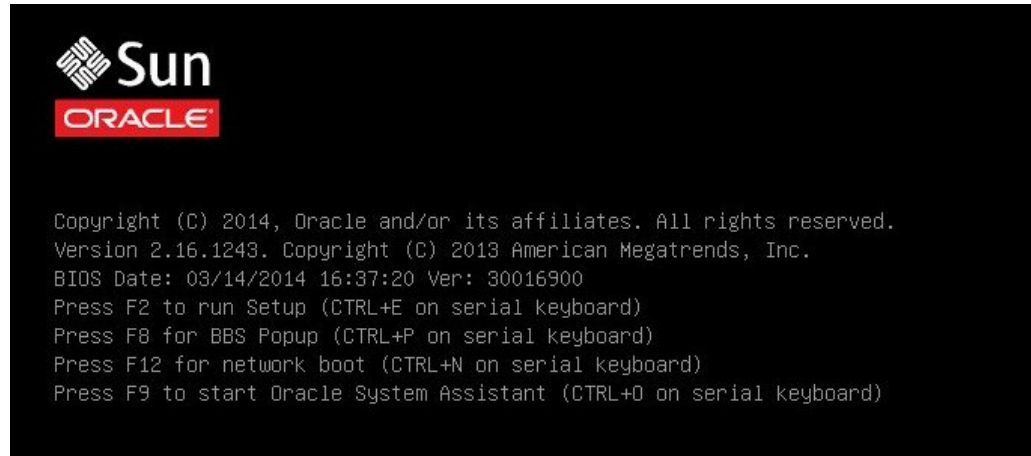 Sun
ORACLE
Copyright (C) 2014, Oracle and/or its affiliates. All rights reserved.
Version 2.16.1243. Copyright (C) 2013 American Megatrends, Inc.
BIOS Date: 03/14/2014 16:37:20 Ver: 30016900
Press F2 to run Setup (CTRL+E on serial keyboard)
Press F8 for BBS Popup (CTRL+P on serial keyboard)
Press F12 for network boot (CTRL+N on serial keyboard)
Press F9 to start Oracle System Assistant (CTRL+O on serial keyboard)